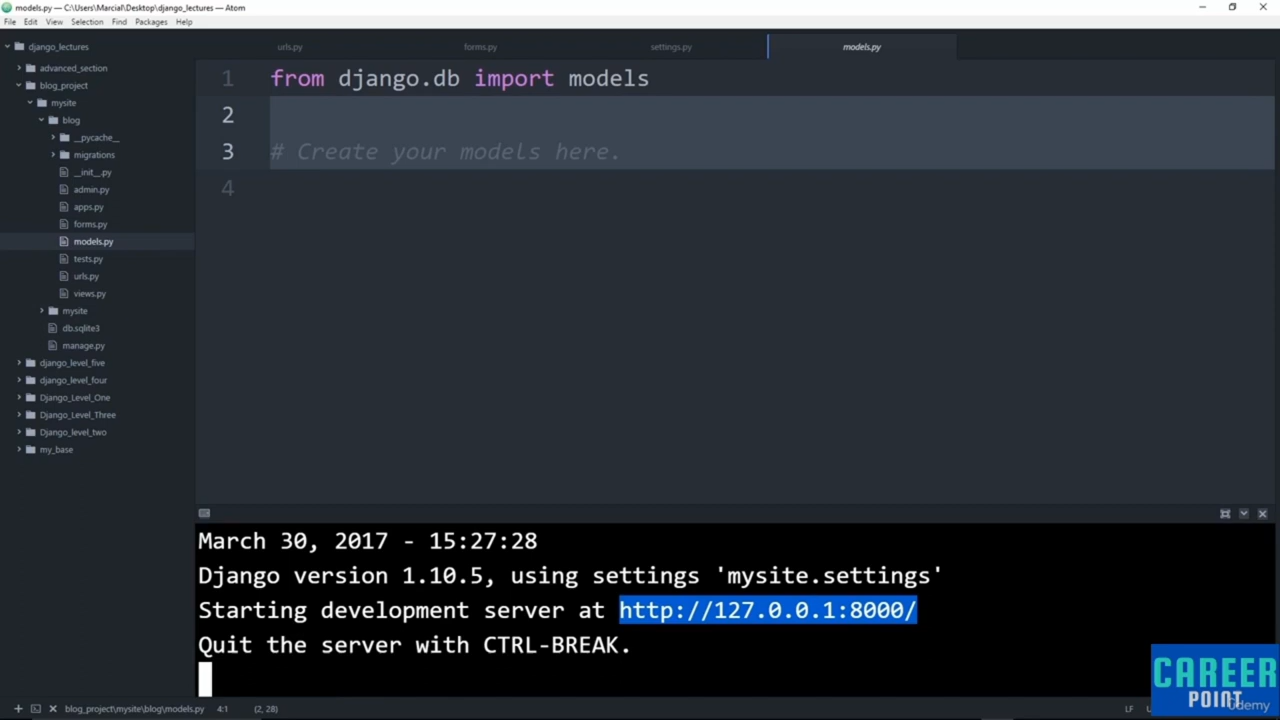 models.py — C:\Users\Marcial\Desktop\django_lectures — Atom
File Edit View Selection Find Packages Help
django_lectures
advanced_section
blog_project
mysite
blog
__pycache__
migrations
__init__.py
admin.py
apps.py
forms.py
models.py
tests.py
urls.py
views.py
mysite
db.sqlite3
manage.py
django_level_five
django_level_four
Django_Level_One
Django_Level_Three
Django_level_two
my_base
urls.py forms.py settings.py models.py
1 from django.db import models
2
3 # Create your models here.
4
March 30, 2017 - 15:27:28
Django version 1.10.5, using settings 'mysite.settings'
Starting development server at http://127.0.0.1:8000/
Quit the server with CTRL-BREAK.
blog_project\mysite\blog\models.py 4:1 (2, 28) LF
CAREER
POINT
Udemy